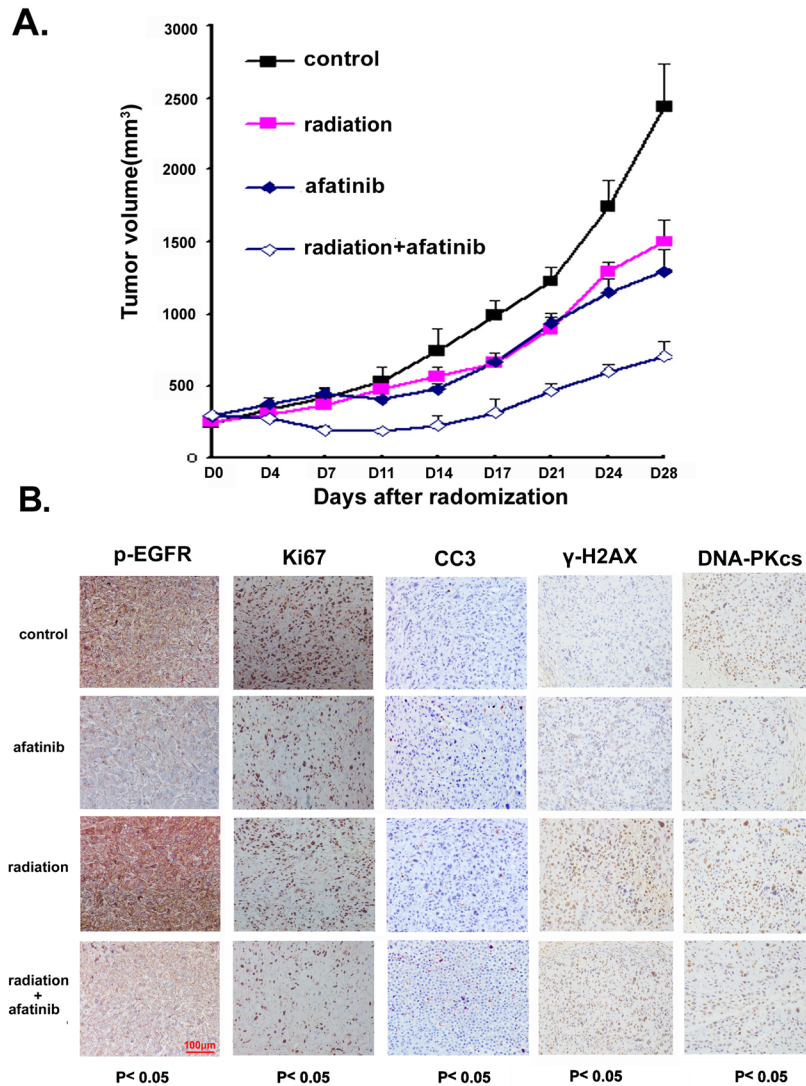 A.
3000
2500
2000
1500
1000
500
0
Tumor volume(mm³)
control
radiation
afatinib
radiation+afatinib
D0 D4 D7 D11 D14 D17 D21 D24 D28
Days after radomization
B.
p-EGFR Ki67 CC3 γ-H2AX DNA-PKcs
control
afatinib
radiation
radiation
+
afatinib
100μm
P< 0.05 P< 0.05 P< 0.05 P< 0.05 P< 0.05